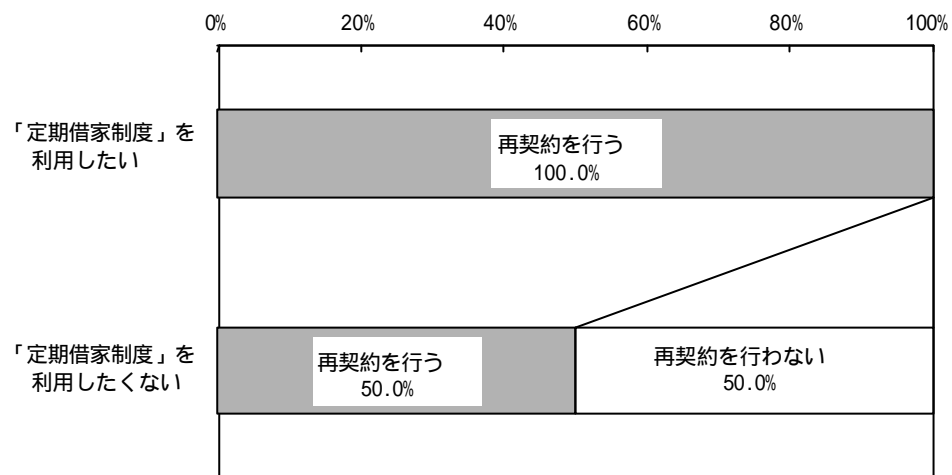 0% 20% 40% 60% 80% 100%
「定期借家制度」を
利用したい
再契約を行う
100.0%
「定期借家制度」を
利用したくない
再契約を行う
50.0%
再契約を行わない
50.0%